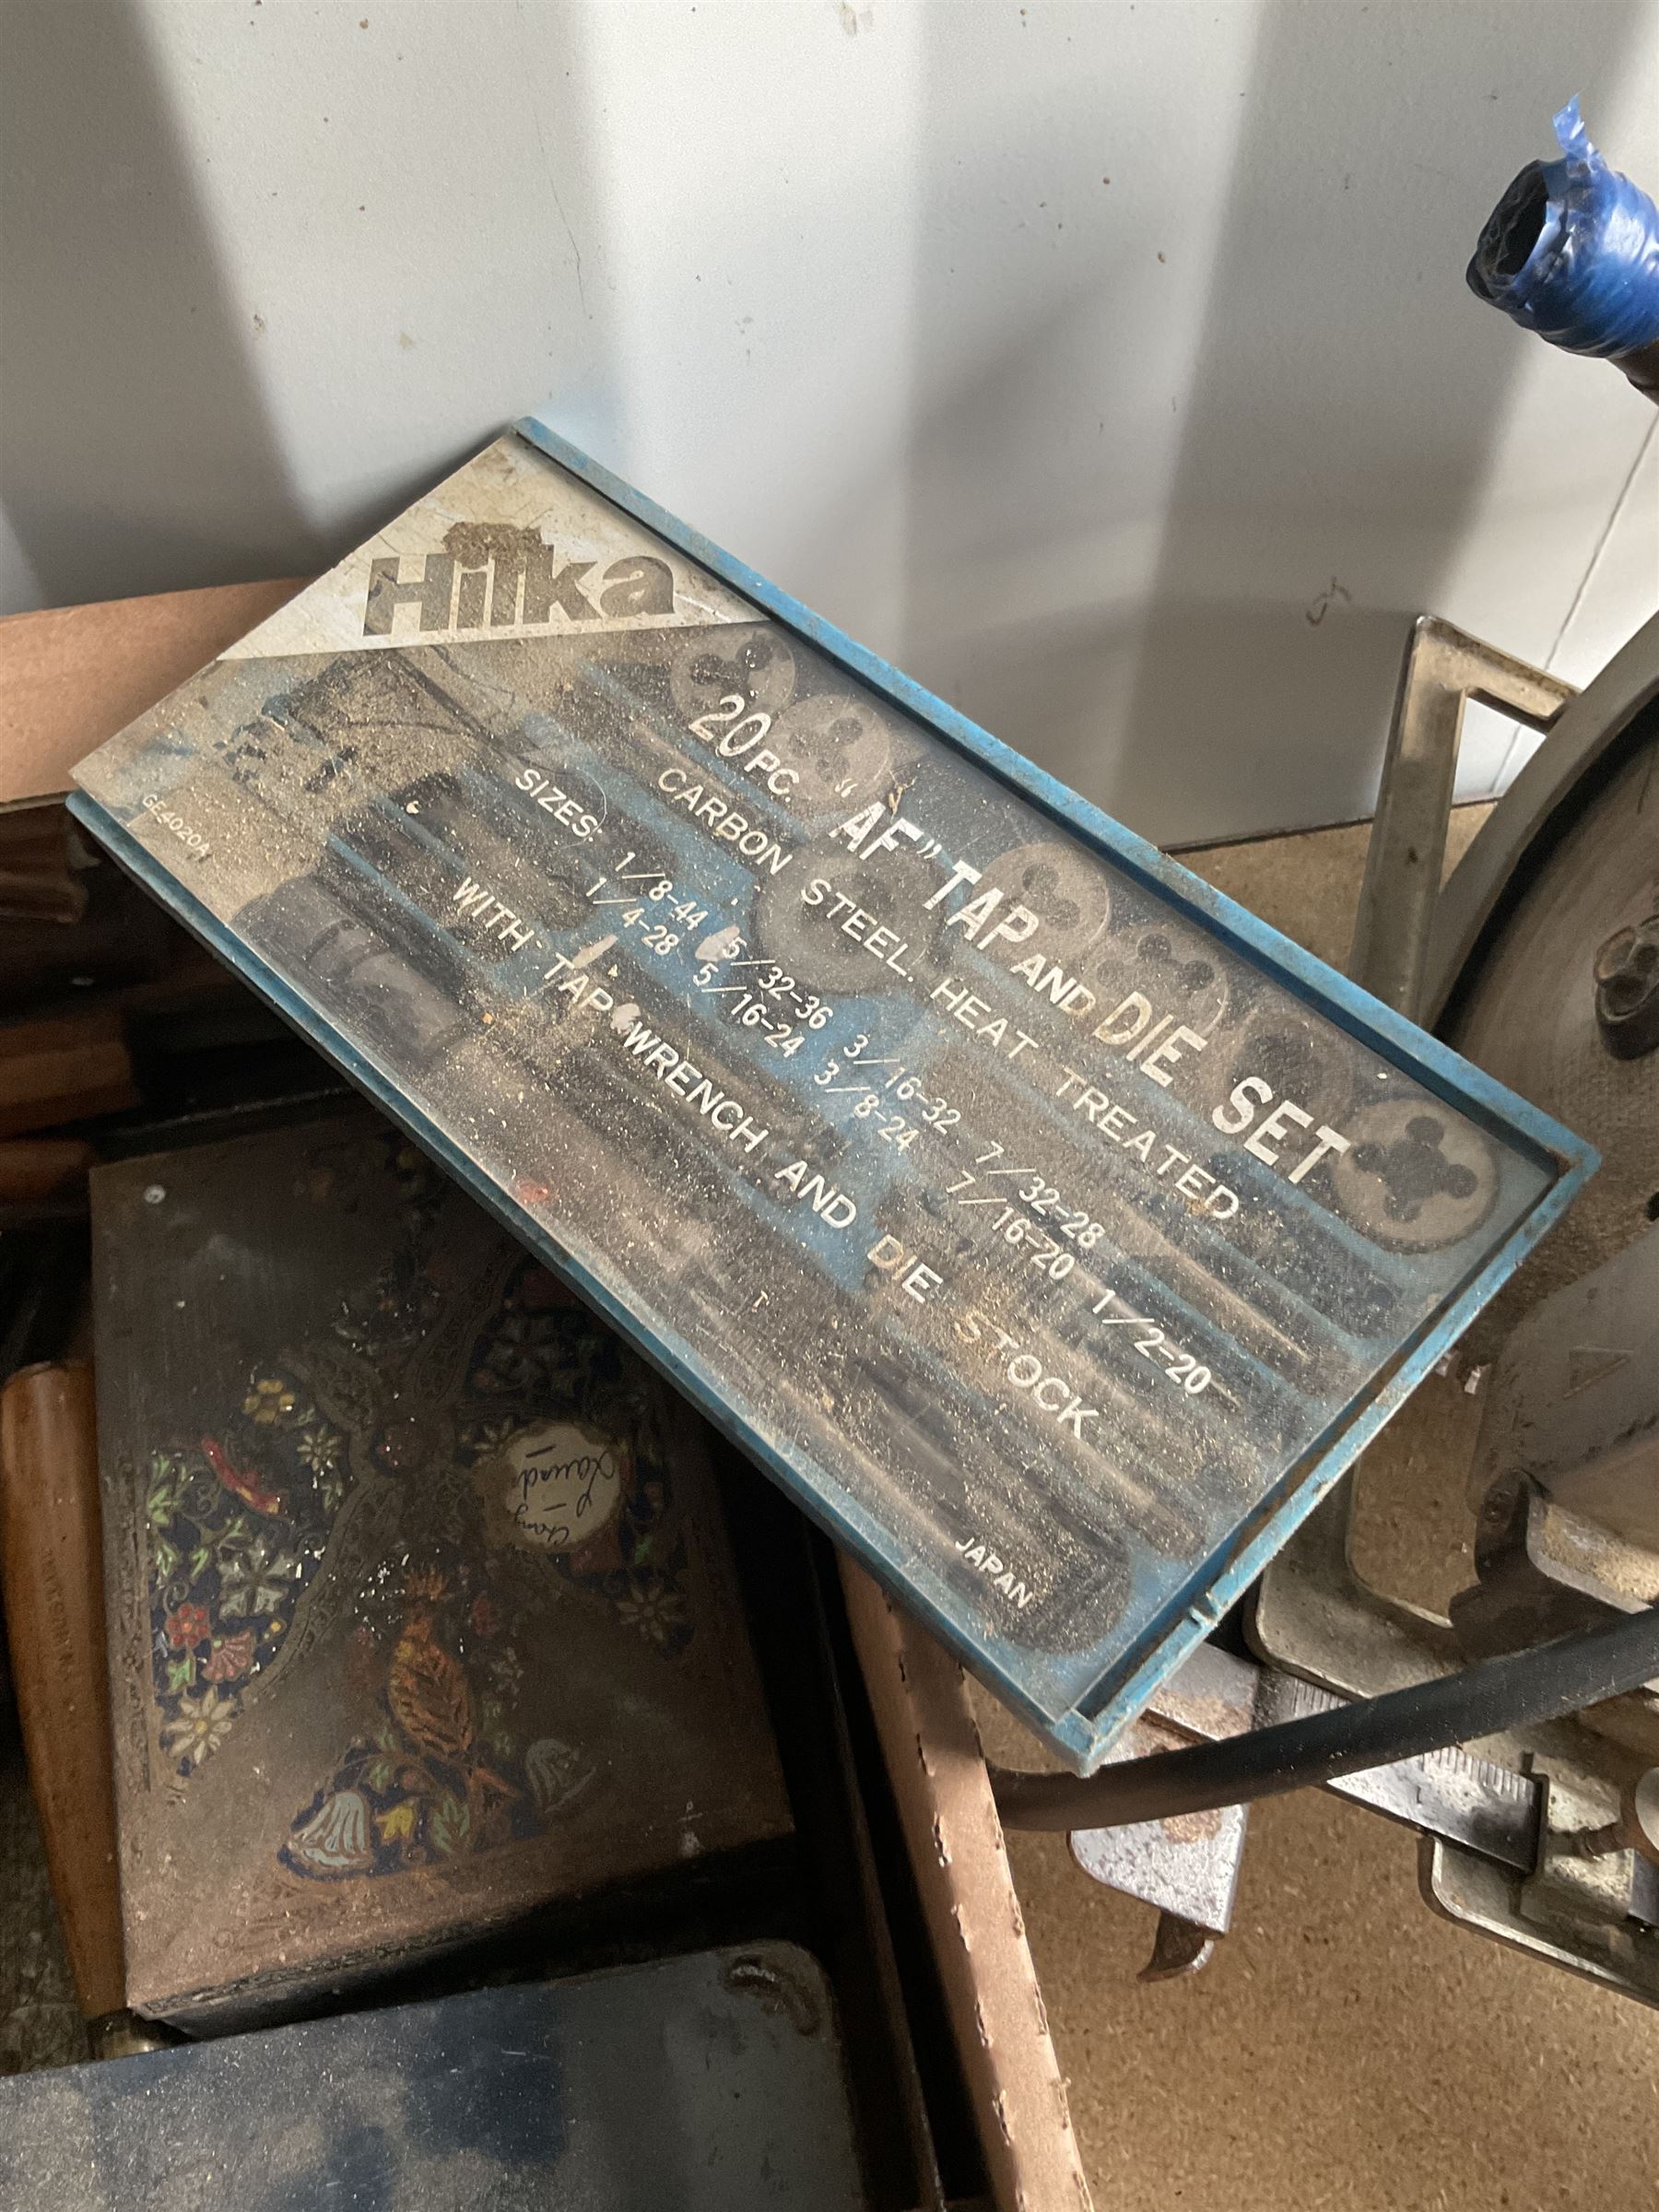 Hilka
20 PC. "AF" TAP AND DIE SET
CARBON STEEL. HEAT TREATED
SIZES: 1/8-44 5/32-36 3/16-32 7/32-28
1/4-28 5/16-24 3/8-24 7/16-20 1/2-20
WITH TAP WRENCH AND DIE STOCK
GE4020A
JAPAN